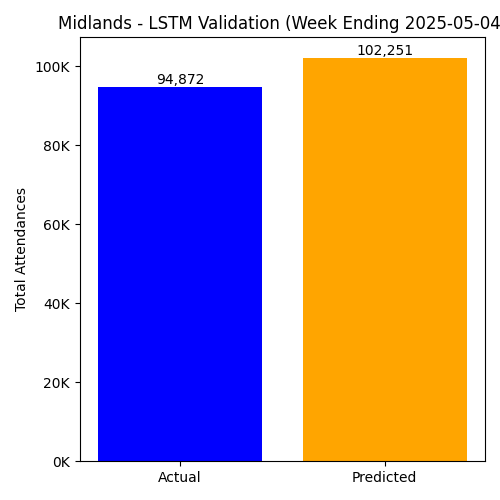 Midlands - LSTM Validation (Week Ending 2025-05-04
102,251
94,872
100K
80K
60K
40K
20K
0K
Total Attendances
Actual
Predicted